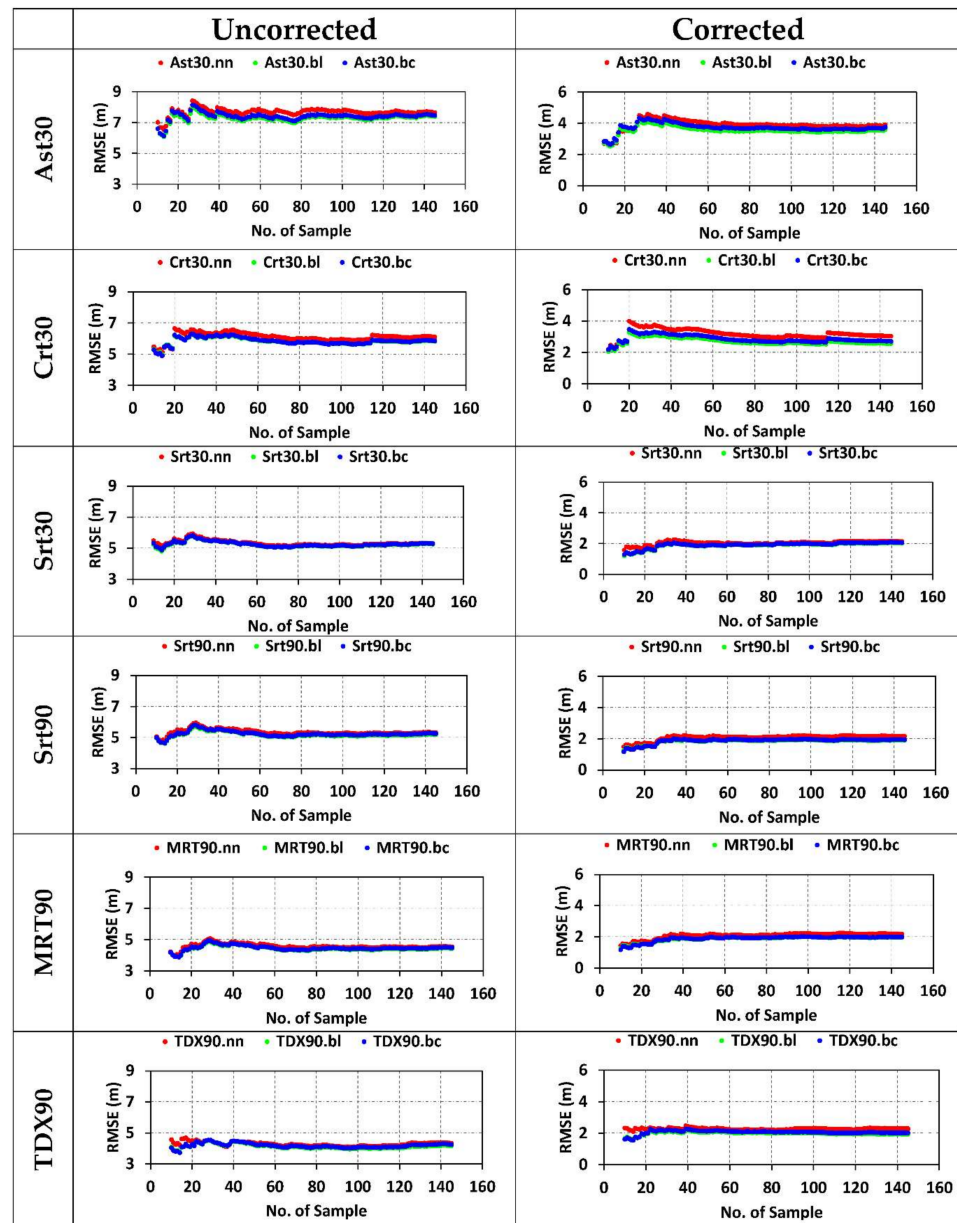 Uncorrected Corrected
Ast30
Ast30.nn Ast30.bl Ast30.bc
RMSE (m)
9
7
5
3
0 20 40 60 80 100 120 140 160
No. of Sample
Ast30.nn Ast30.bl Ast30.bc
RMSE (m)
6
4
2
0
0 20 40 60 80 100 120 140 160
No. of Sample
Crt30
Crt30.nn Crt30.bl Crt30.bc
RMSE (m)
9
7
5
3
0 20 40 60 80 100 120 140 160
No. of Sample
Crt30.nn Crt30.bl Crt30.bc
RMSE (m)
6
4
2
0
0 20 40 60 80 100 120 140 160
No. of Sample
Srt30
Srt30.nn Srt30.bl Srt30.bc
RMSE (m)
9
7
5
3
0 20 40 60 80 100 120 140 160
No. of Sample
Srt30.nn Srt30.bl Srt30.bc
RMSE (m)
6
4
2
0
0 20 40 60 80 100 120 140 160
No. of Sample
Srt90
Srt90.nn Srt90.bl Srt90.bc
RMSE (m)
9
7
5
3
0 20 40 60 80 100 120 140 160
No. of Sample
Srt90.nn Srt90.bl Srt90.bc
RMSE (m)
6
4
2
0
0 20 40 60 80 100 120 140 160
No. of Sample
MRT90
MRT90.nn MRT90.bl MRT90.bc
RMSE (m)
9
7
5
3
0 20 40 60 80 100 120 140 160
No. of Sample
MRT90.nn MRT90.bl MRT90.bc
RMSE (m)
6
4
2
0
0 20 40 60 80 100 120 140 160
No. of Sample
TDX90
TDX90.nn TDX90.bl TDX90.bc
RMSE (m)
9
7
5
3
0 20 40 60 80 100 120 140 160
No. of Sample
TDX90.nn TDX90.bl TDX90.bc
RMSE (m)
6
4
2
0
0 20 40 60 80 100 120 140 160
No. of Sample